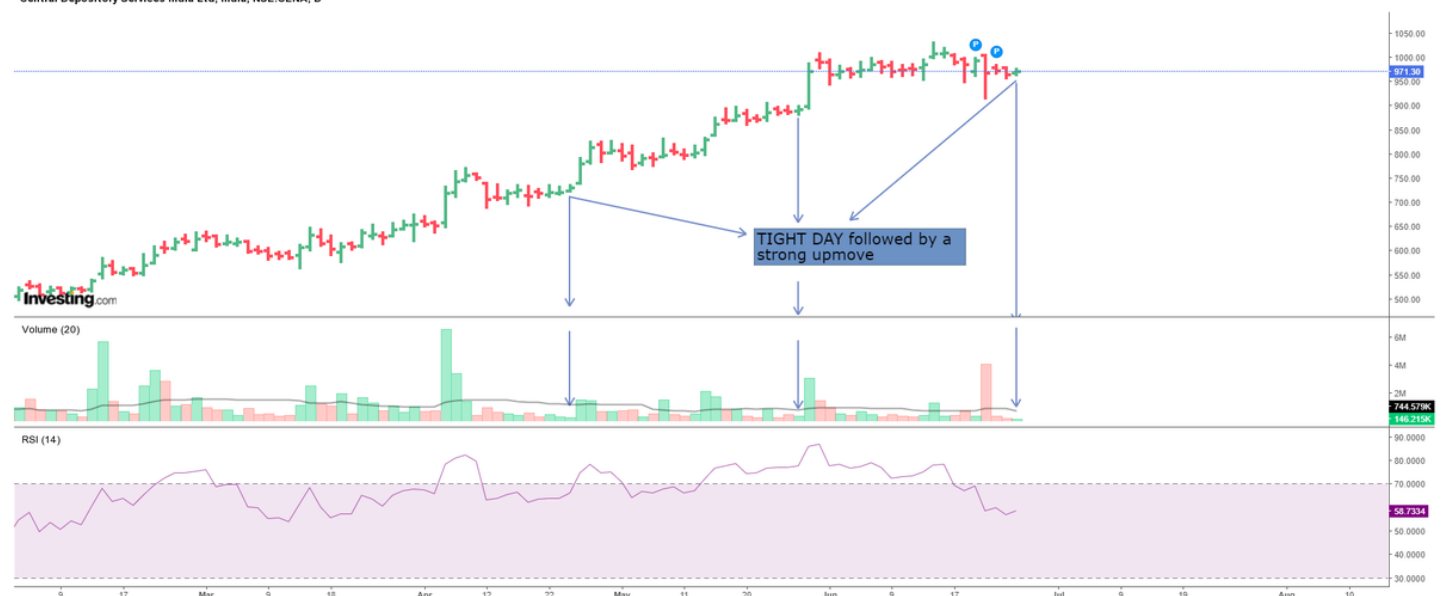 Central Depository Services India Ltd, India, NSE:CENA, D
1050.00
1000.00
971.30
950.00
900.00
850.00
800.00
750.00
700.00
650.00
600.00
550.00
500.00
P
P
TIGHT DAY followed by a
strong upmove
Investing.com
Volume (20)
6M
4M
2M
744.579K
146.215K
RSI (14)
90.0000
80.0000
70.0000
58.7334
50.0000
40.0000
30.0000
9 17 Mar 9 18 Apr 12 22 May 11 20 Jun 9 17 Jul 9 19 Aug 10